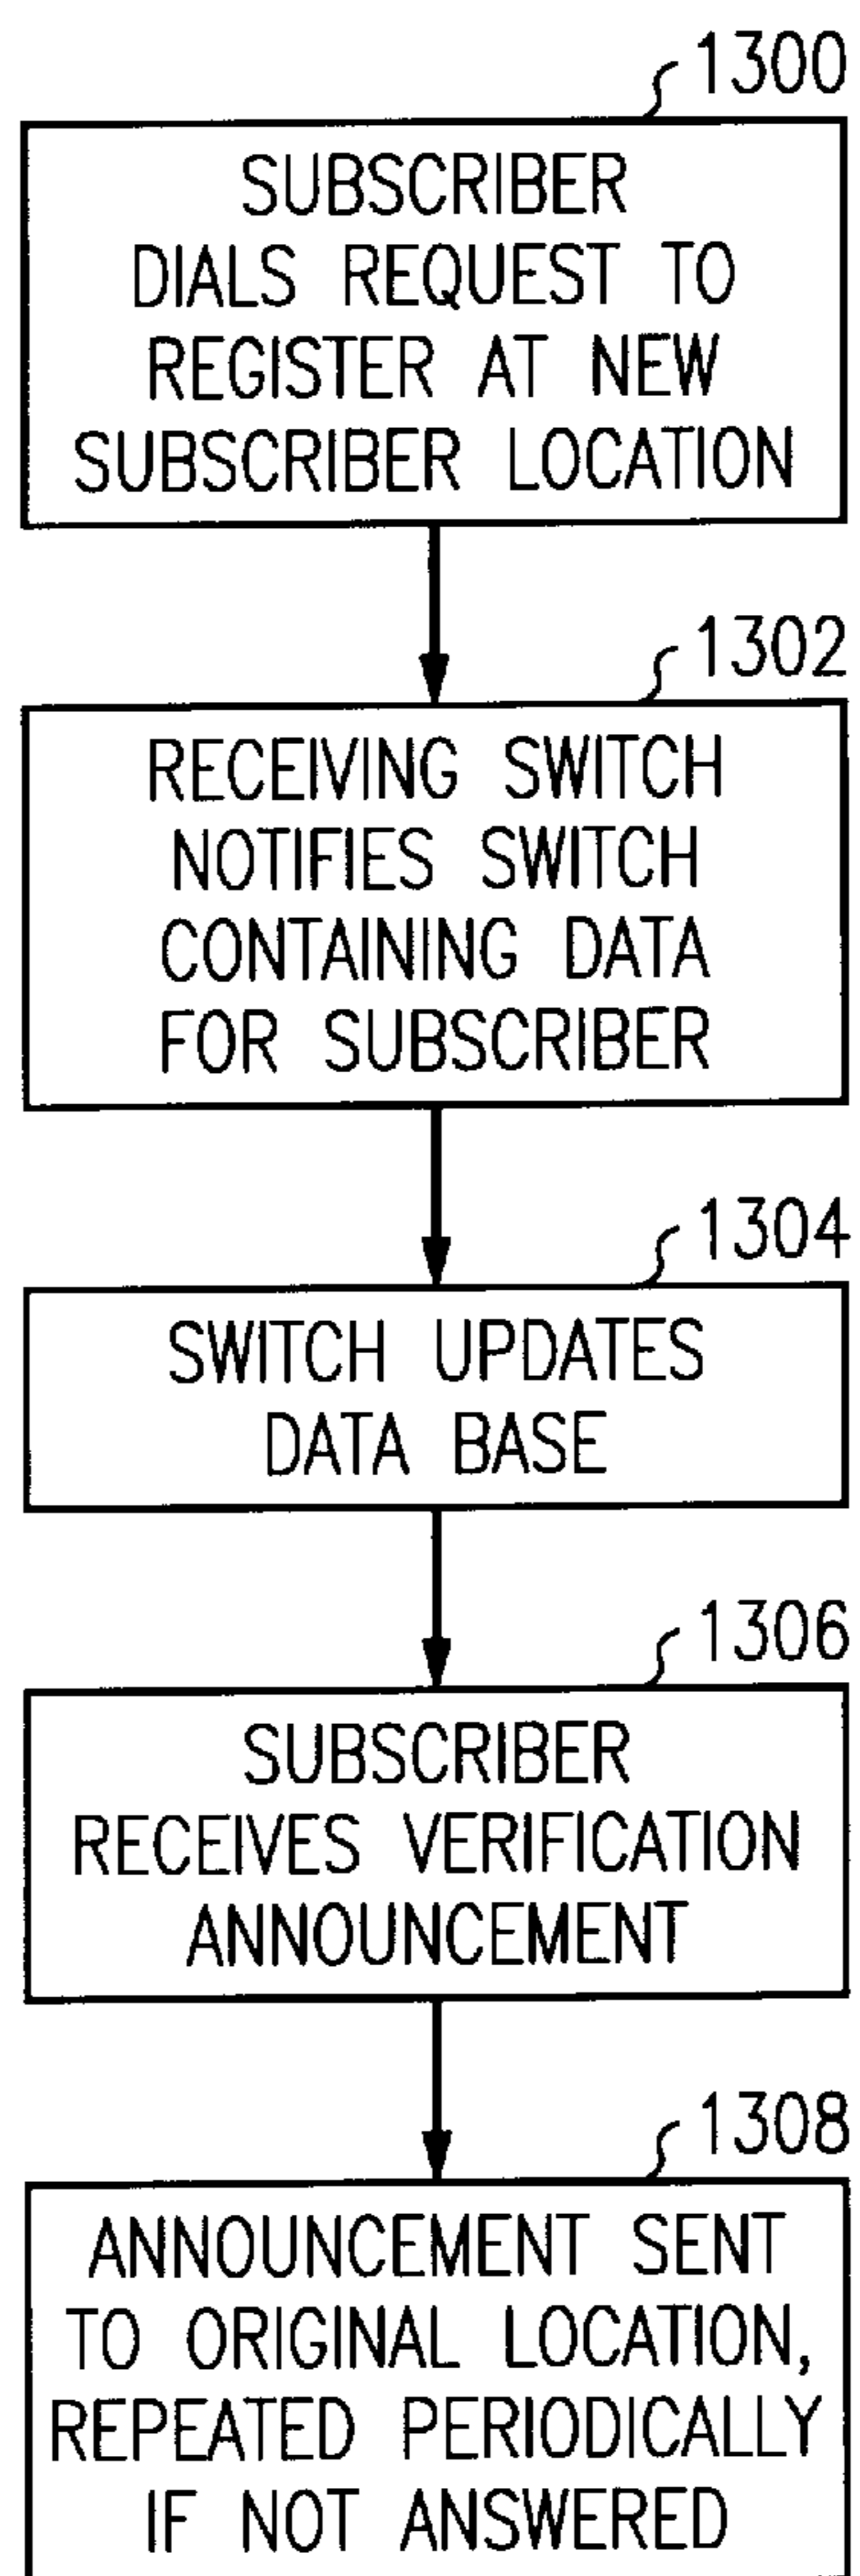 1300
SUBSCRIBER
DIALS REQUEST TO
REGISTER AT NEW
SUBSCRIBER LOCATION
1302
RECEIVING SWITCH
NOTIFIES SWITCH
CONTAINING DATA
FOR SUBSCRIBER
1304
SWITCH UPDATES
DATA BASE
1306
SUBSCRIBER
RECEIVES VERIFICATION
ANNOUNCEMENT
1308
ANNOUNCEMENT SENT
TO ORIGINAL LOCATION,
REPEATED PERIODICALLY
IF NOT ANSWERED